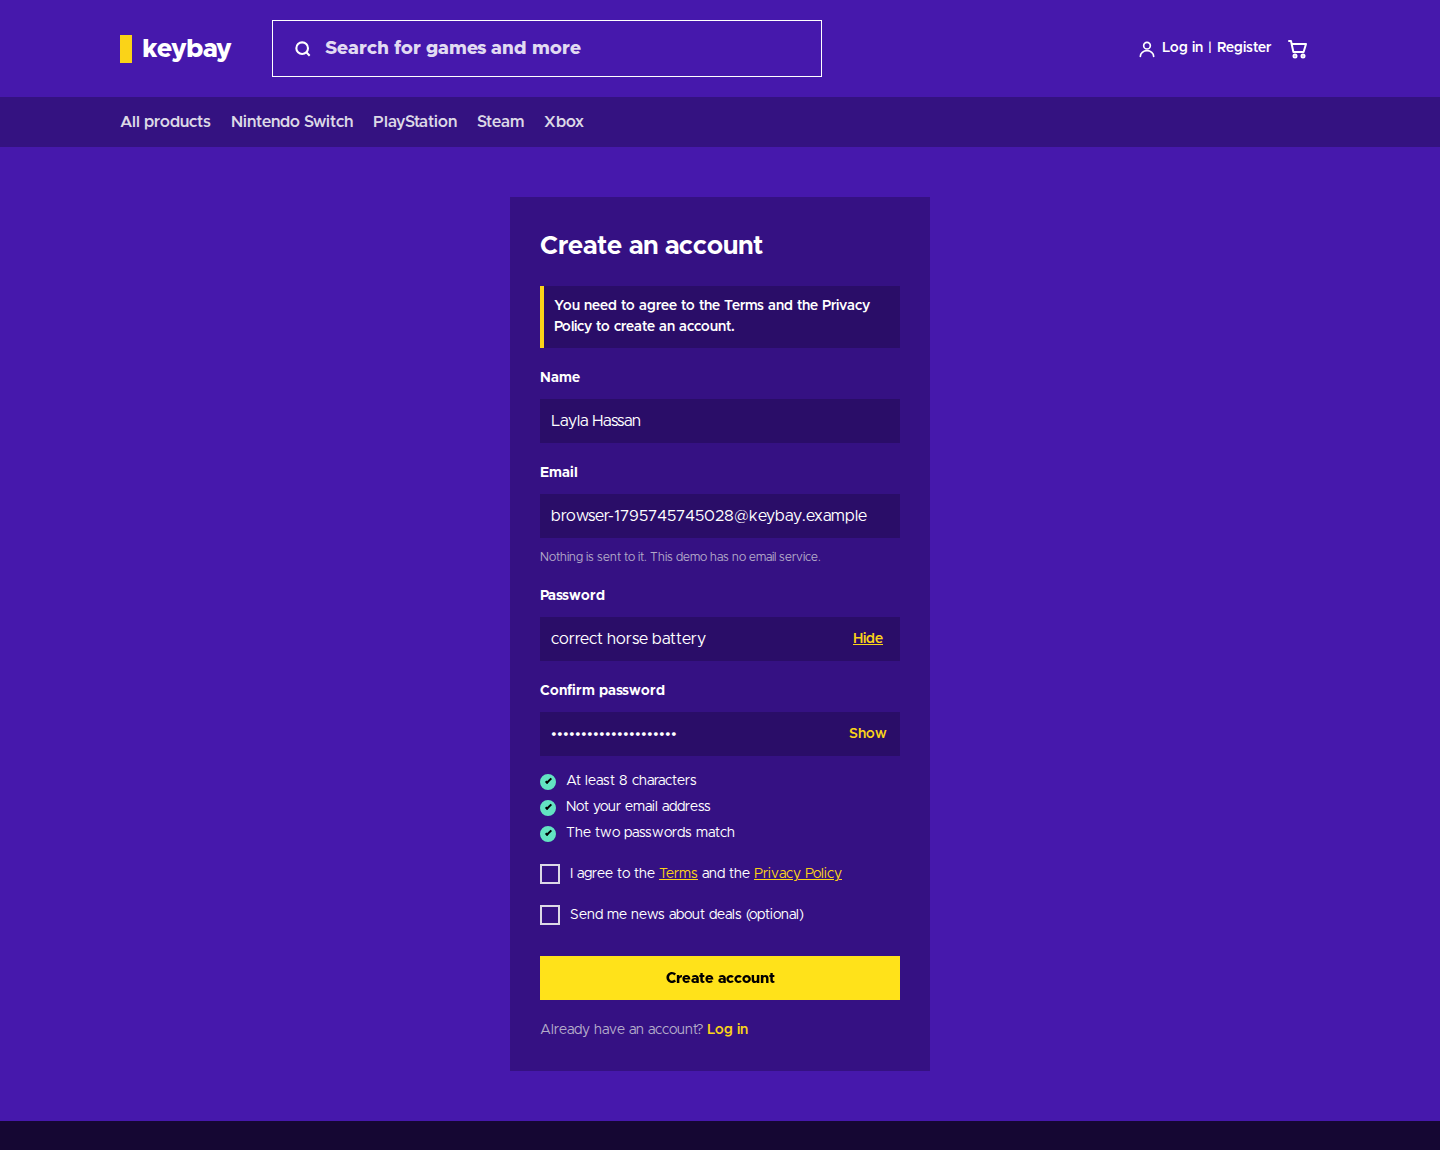 keybay
Search for games and more
Log in | Register
All products Nintendo Switch PlayStation Steam Xbox
Create an account
You need to agree to the Terms and the Privacy
Policy to create an account.
Name
Layla Hassan
Email
browser-1795745745028@keybay.example
Nothing is sent to it. This demo has no email service.
Password
correct horse battery
Hide
Confirm password
•••••••••••••••••••••
Show
At least 8 characters
Not your email address
The two passwords match
I agree to the Terms and the Privacy Policy
Send me news about deals (optional)
Create account
Already have an account? Log in